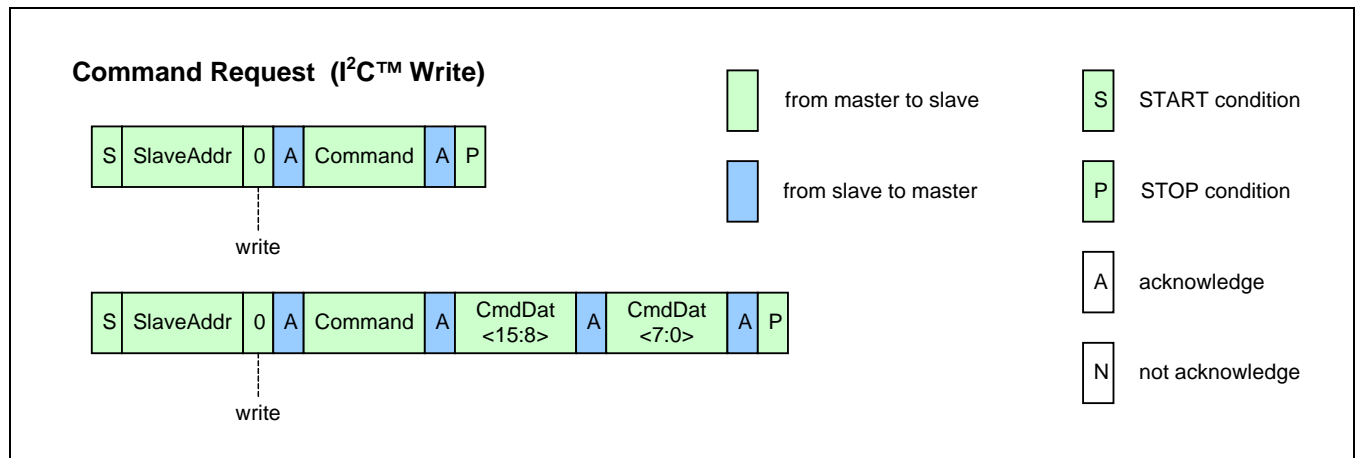 Command Request (I²C™ Write)
S SlaveAddr 0 A Command A P
write
S SlaveAddr 0 A Command A CmdDat <15:8> A CmdDat <7:0> A P
write
from master to slave
from slave to master
S START condition
P STOP condition
A acknowledge
N not acknowledge